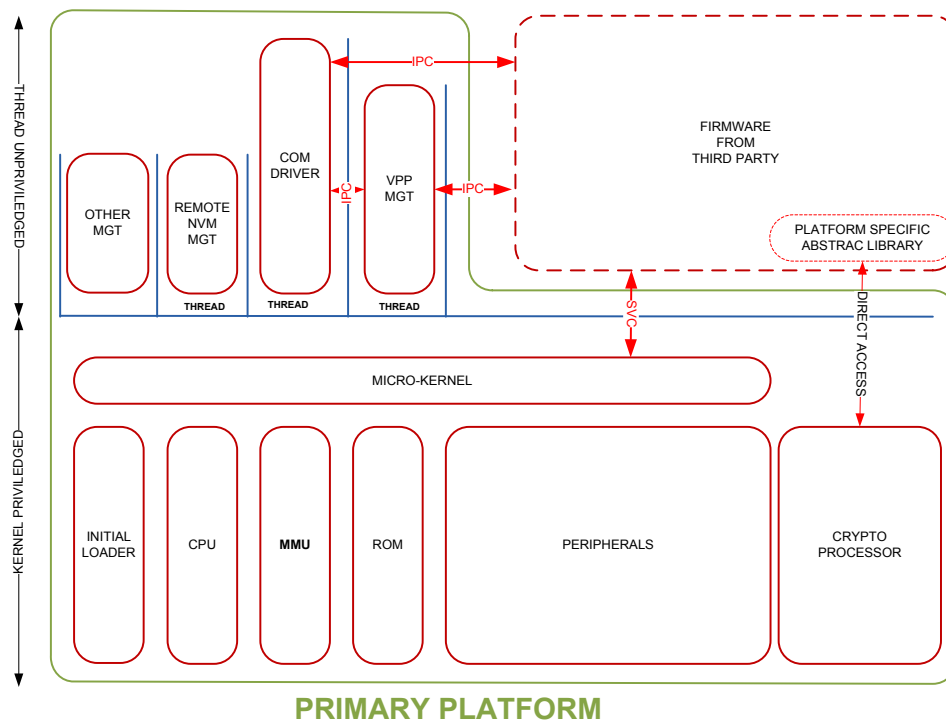 THREAD UNPRIVILEDGED
IPC
COM
DRIVER
FIRMWARE
FROM
THIRD PARTY
VPP
MGT
IPC
IPC
OTHER
MGT
REMOTE
NVM
MGT
PLATFORM SPECIFIC
ABSTRAC LIBRARY
THREAD
THREAD
THREAD
SVC
DIRECT ACCESS
KERNEL PRIVILEDGED
MICRO-KERNEL
INITIAL
LOADER
CPU
MMU
ROM
PERIPHERALS
CRYPTO
PROCESSOR
PRIMARY PLATFORM